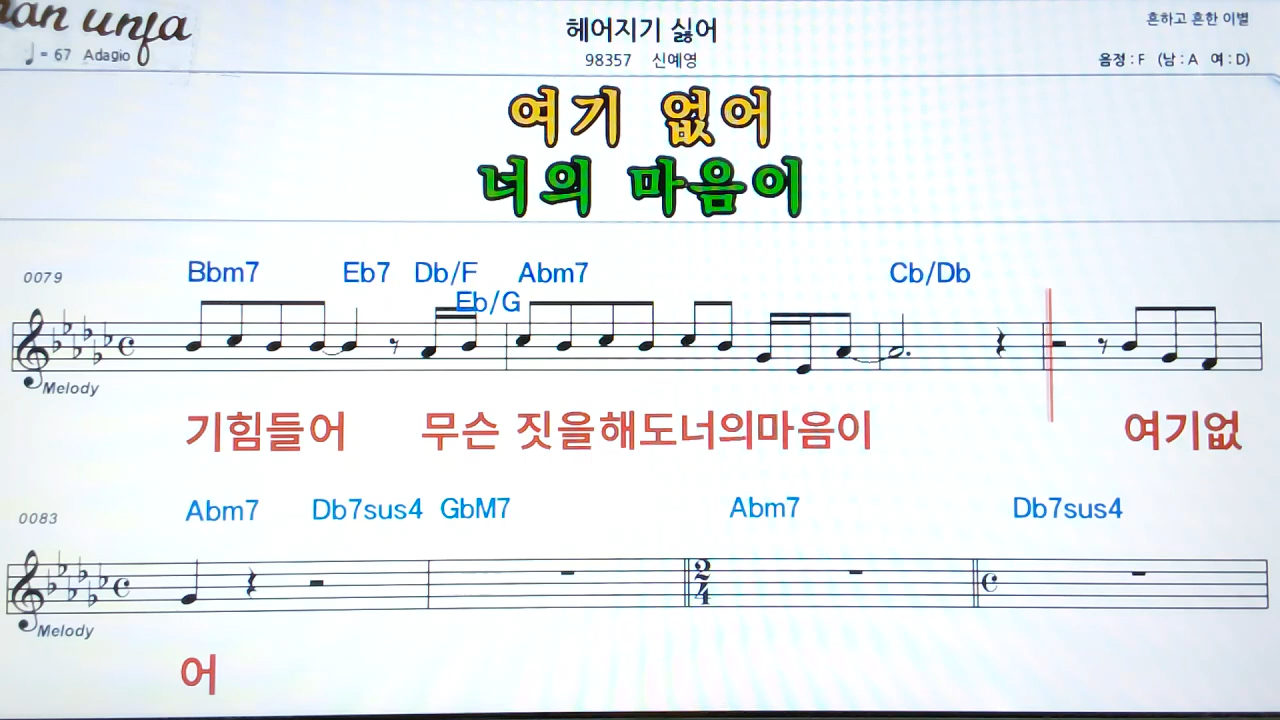 헤어지기 싫어
흔하고 흔한 이별
♩ = 67 Adagio
98357 신예영
음정 : F (남 : A 여 : D)
여기 없어
너의 마음이
0079 Bbm7 Eb7 Db/F Eb/G Abm7 Cb/Db
Melody
기힘들어 무슨 짓을해도너의마음이 여기없
0083 Abm7 Db7sus4 GbM7 Abm7 Db7sus4
2
4
Melody
어